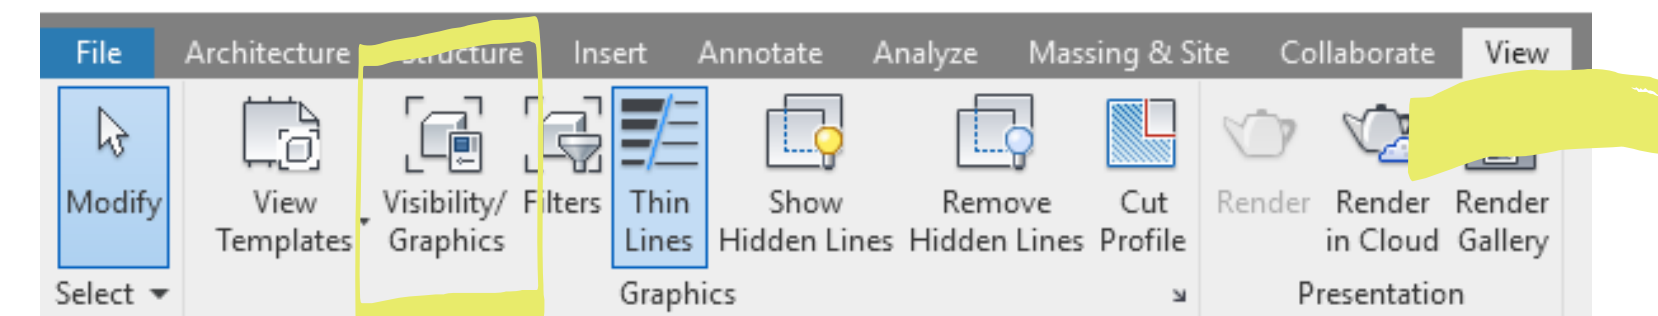 File Architecture Structure Insert Annotate Analyze Massing & Site Collaborate View
Modify View Visibility/ Filters Thin Show Remove Cut Render Render Render
Templates Graphics Lines Hidden Lines Hidden Lines Profile in Cloud Gallery
Select Graphics Presentation